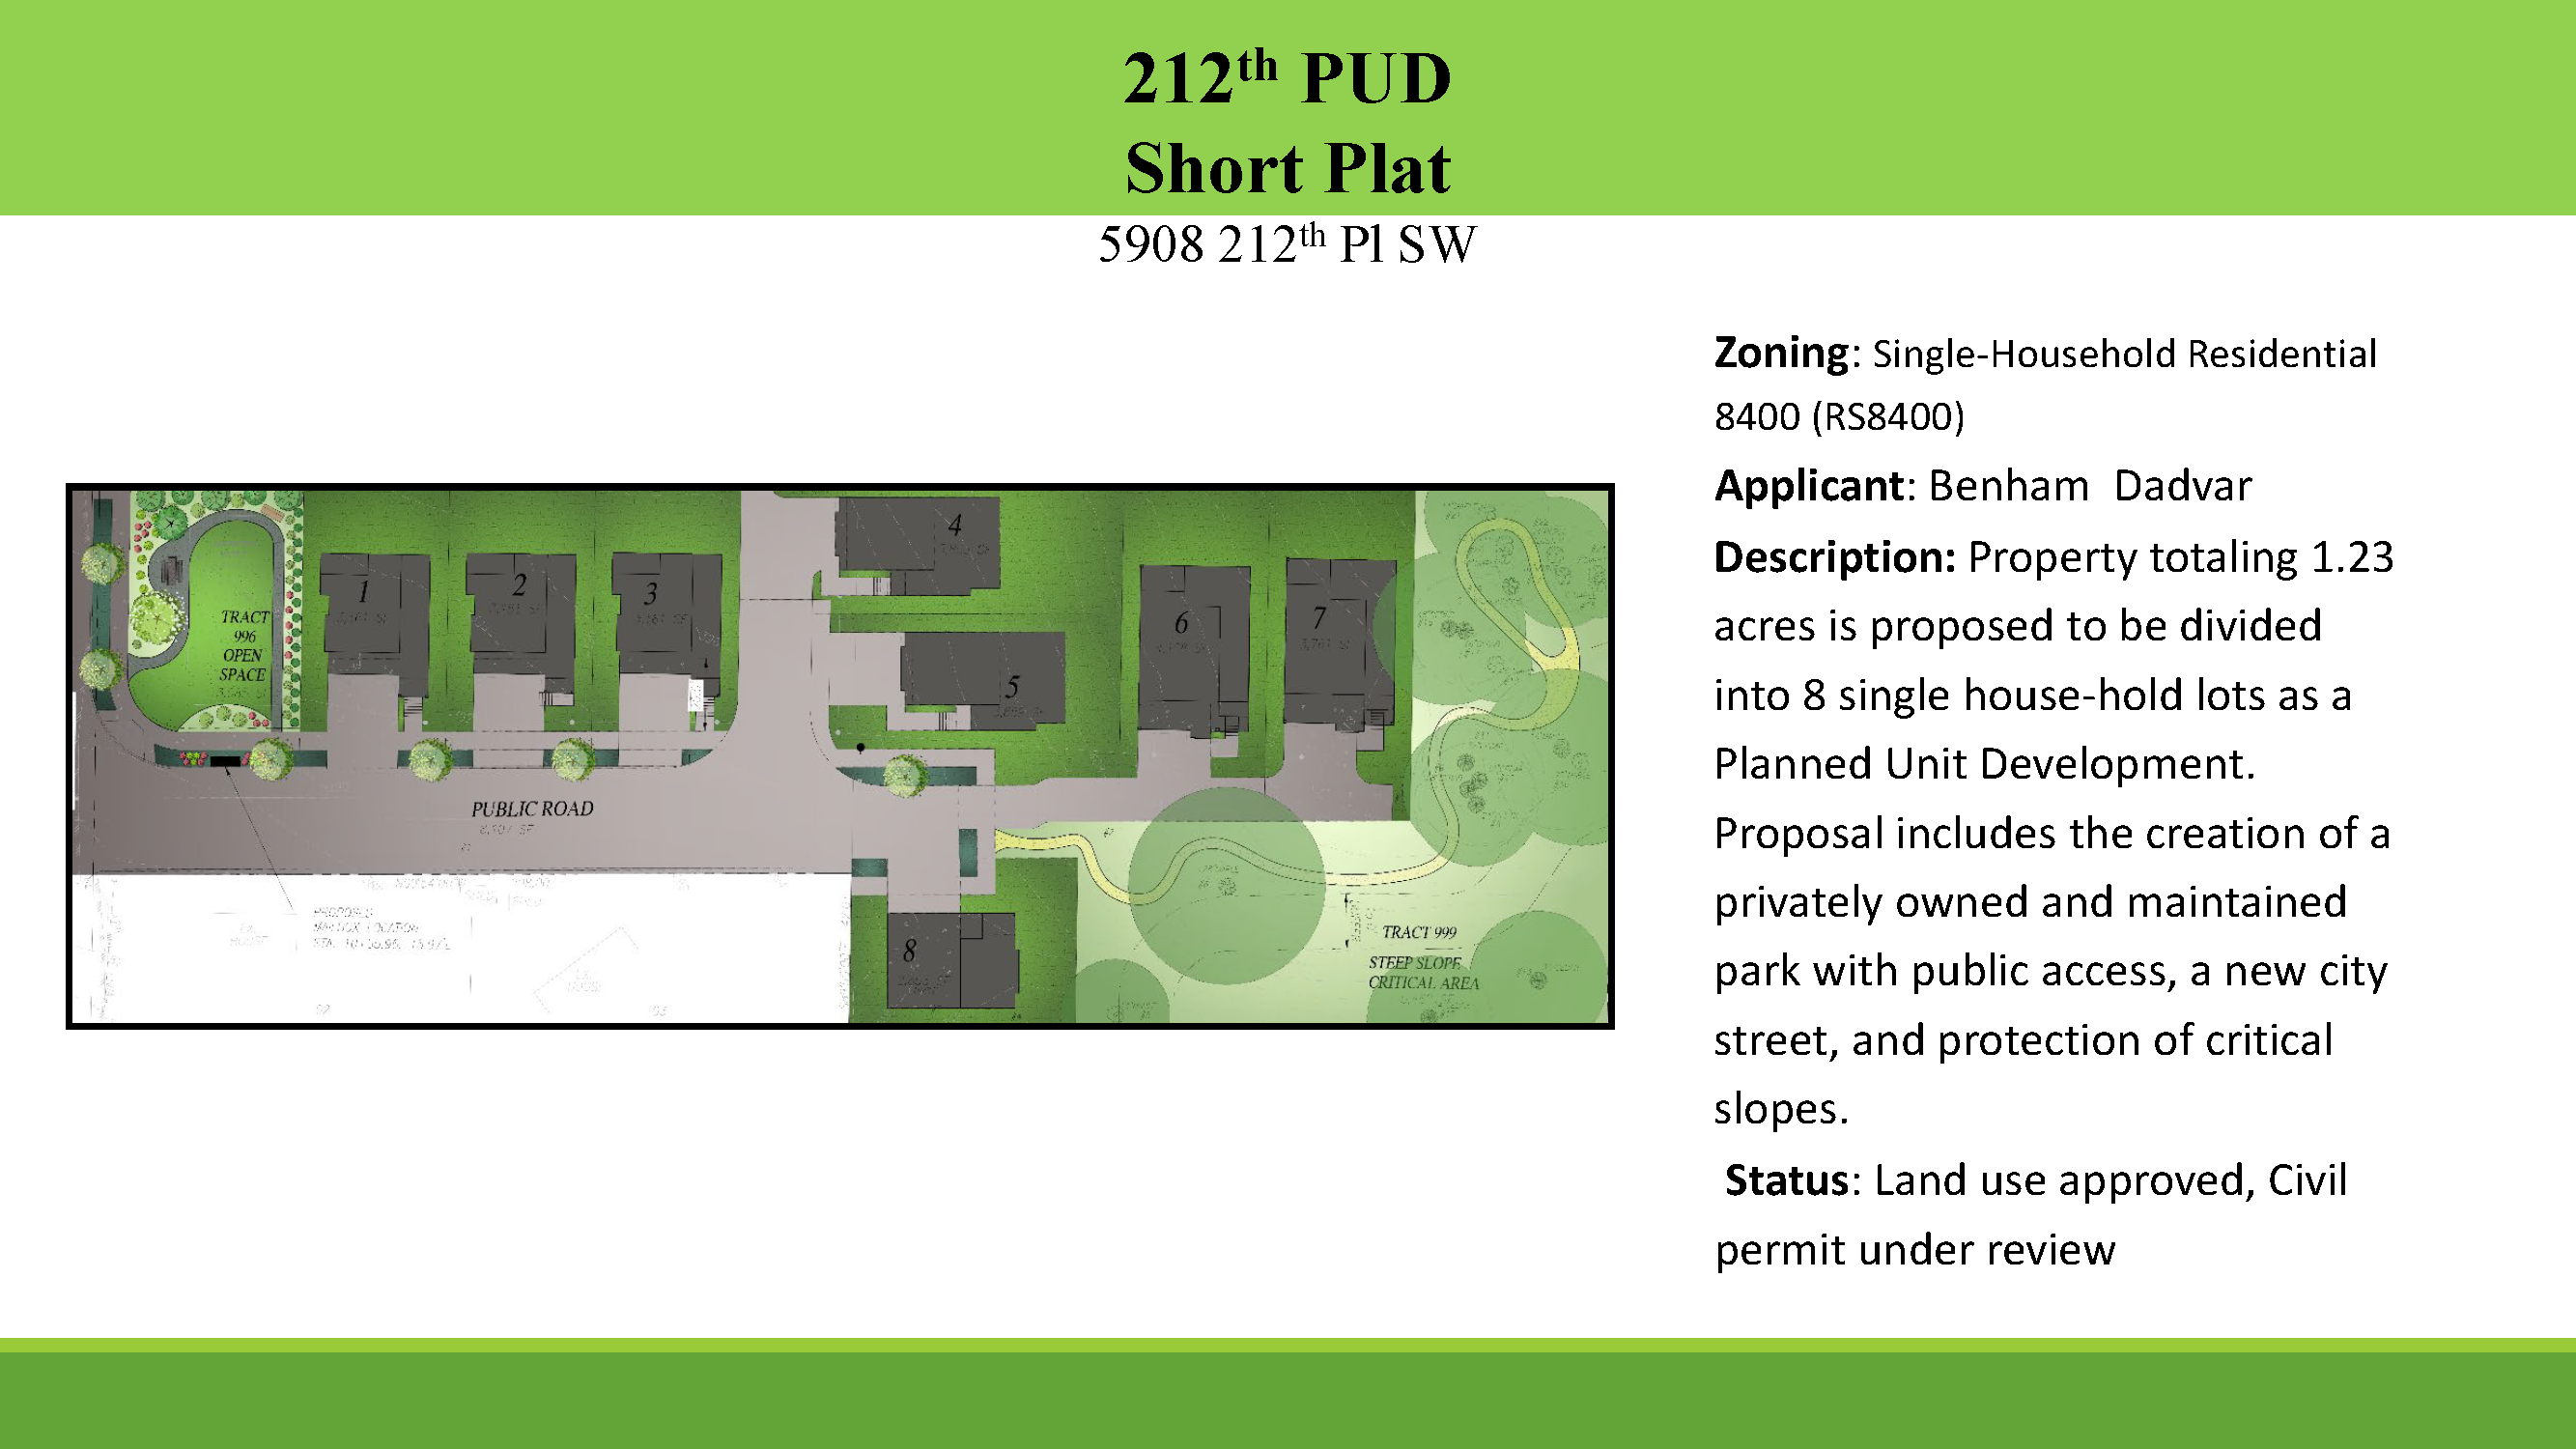 212th PUD
Short Plat
5908 212th Pl SW
Zoning: Single-Household Residential
8400 (RS8400)
Applicant: Benham Dadvar
Description: Property totaling 1.23
acres is proposed to be divided
into 8 single house-hold lots as a
Planned Unit Development.
Proposal includes the creation of a
privately owned and maintained
park with public access, a new city
street, and protection of critical
slopes.
Status: Land use approved, Civil
permit under review
TRACT
996
OPEN
SPACE
1
2
3
4
5
6
7
8
PUBLIC ROAD
TRACT 999
STEEP SLOPE
CRITICAL AREA